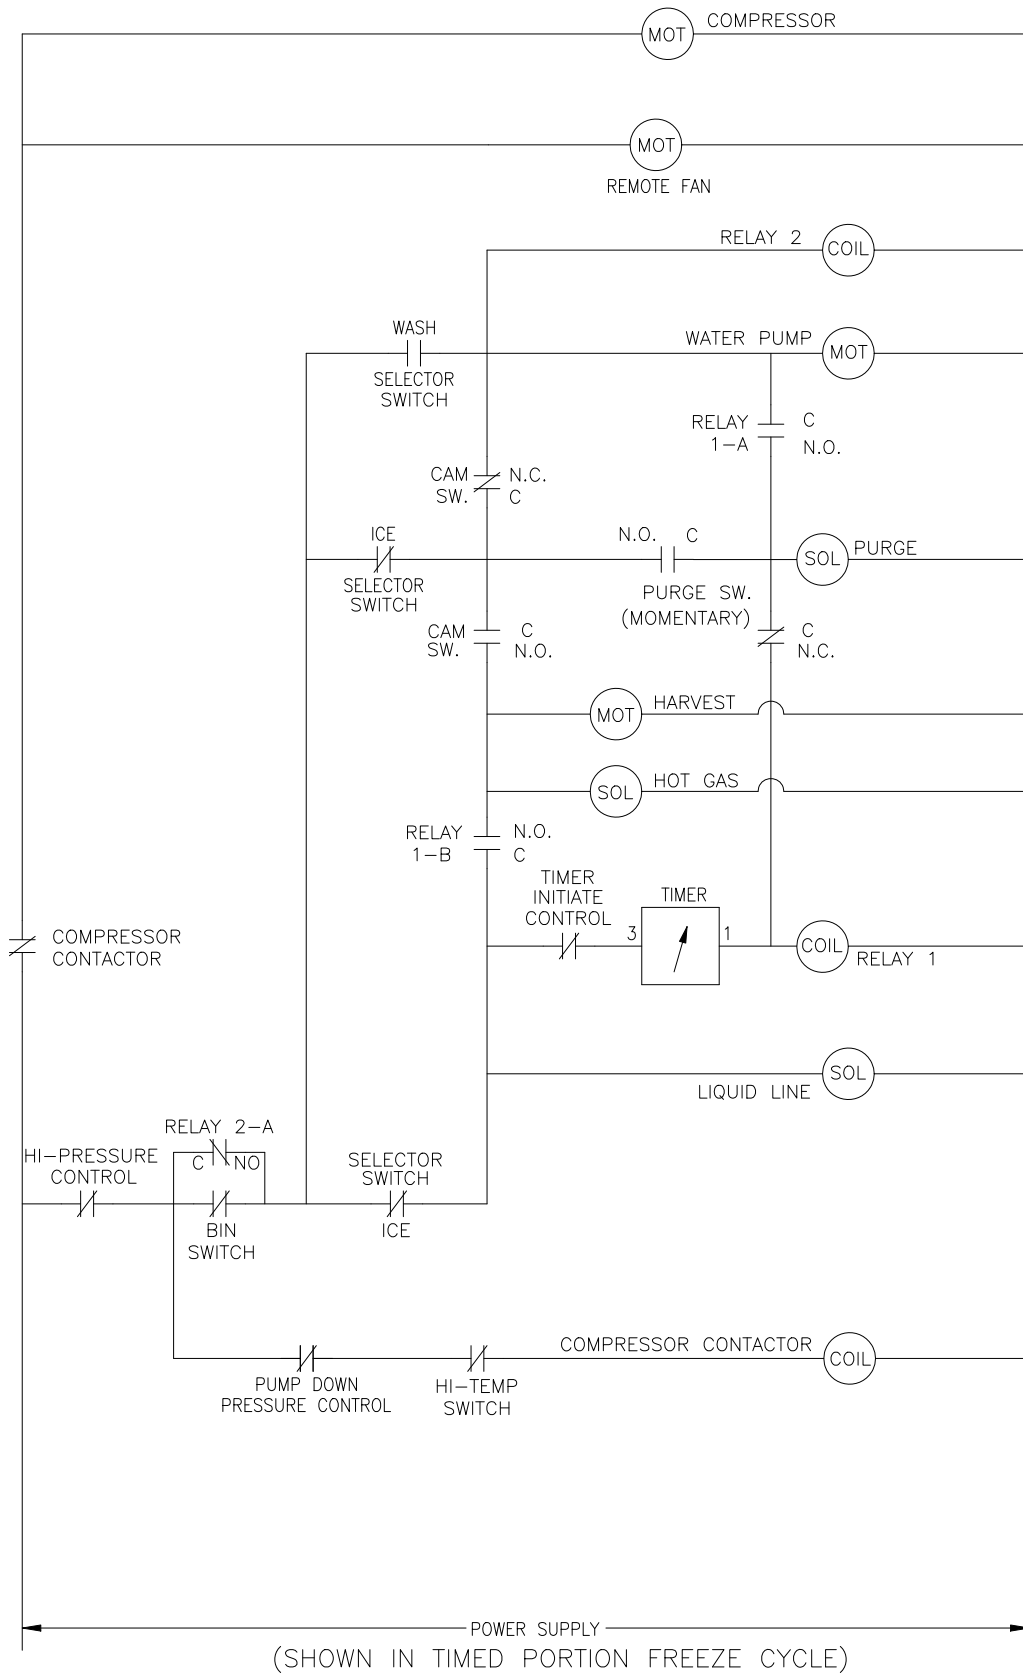 MOT COMPRESSOR
MOT
REMOTE FAN
RELAY 2 COIL
WASH
SELECTOR
SWITCH
WATER PUMP MOT
RELAY
1-A
C
N.O.
CAM
SW.
N.C.
C
ICE
SELECTOR
SWITCH
N.O. C
PURGE SW.
(MOMENTARY)
SOL PURGE
CAM
SW.
C
N.O.
C
N.C.
MOT HARVEST
SOL HOT GAS
RELAY
1-B
N.O.
C
TIMER
INITIATE
CONTROL
TIMER
3 1
COIL RELAY 1
COMPRESSOR
CONTACTOR
LIQUID LINE SOL
RELAY 2-A
C NO
HI-PRESSURE
CONTROL
BIN
SWITCH
SELECTOR
SWITCH
ICE
COMPRESSOR CONTACTOR COIL
PUMP DOWN
PRESSURE CONTROL
HI-TEMP
SWITCH
POWER SUPPLY
(SHOWN IN TIMED PORTION FREEZE CYCLE)